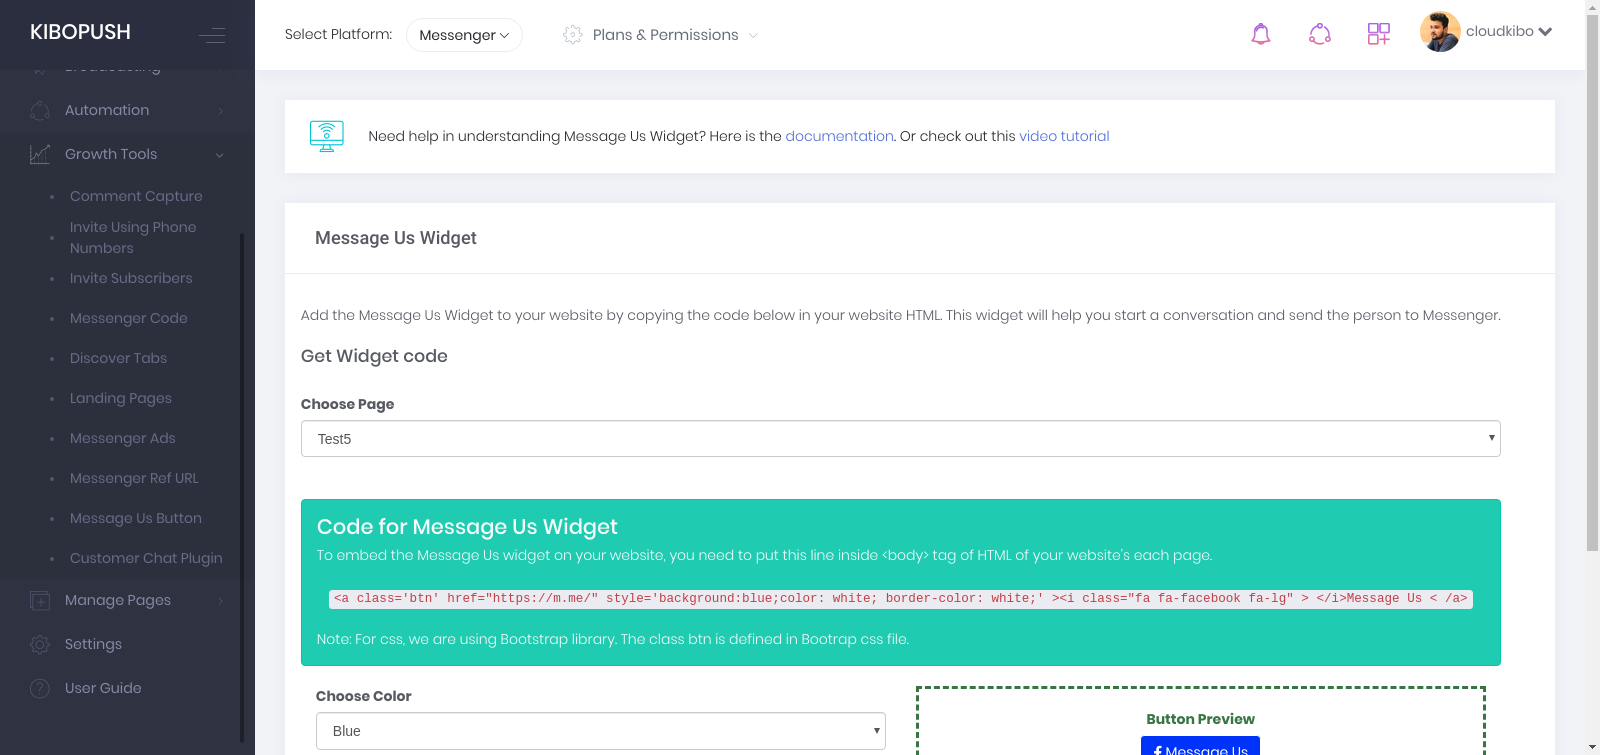 KIBOPUSH
Select Platform:
Messenger
Plans & Permissions
cloudkibo
Broadcasting
Automation
Growth Tools
Comment Capture
Invite Using Phone
Numbers
Invite Subscribers
Messenger Code
Discover Tabs
Landing Pages
Messenger Ads
Messenger Ref URL
Message Us Button
Customer Chat Plugin
Manage Pages
Settings
User Guide
Need help in understanding Message Us Widget? Here is the documentation. Or check out this video tutorial
Message Us Widget
Add the Message Us Widget to your website by copying the code below in your website HTML. This widget will help you start a conversation and send the person to Messenger.
Get Widget code
Choose Page
Test5
Code for Message Us Widget
To embed the Message Us widget on your website, you need to put this line inside <body> tag of HTML of your website's each page.
<a class='btn' href="https://m.me/" style='background:blue;color: white; border-color: white;' ><i class="fa fa-facebook fa-lg" > </i>Message Us < /a>
Note: For css, we are using Bootstrap library. The class btn is defined in Bootrap css file.
Choose Color
Blue
Button Preview
Message Us